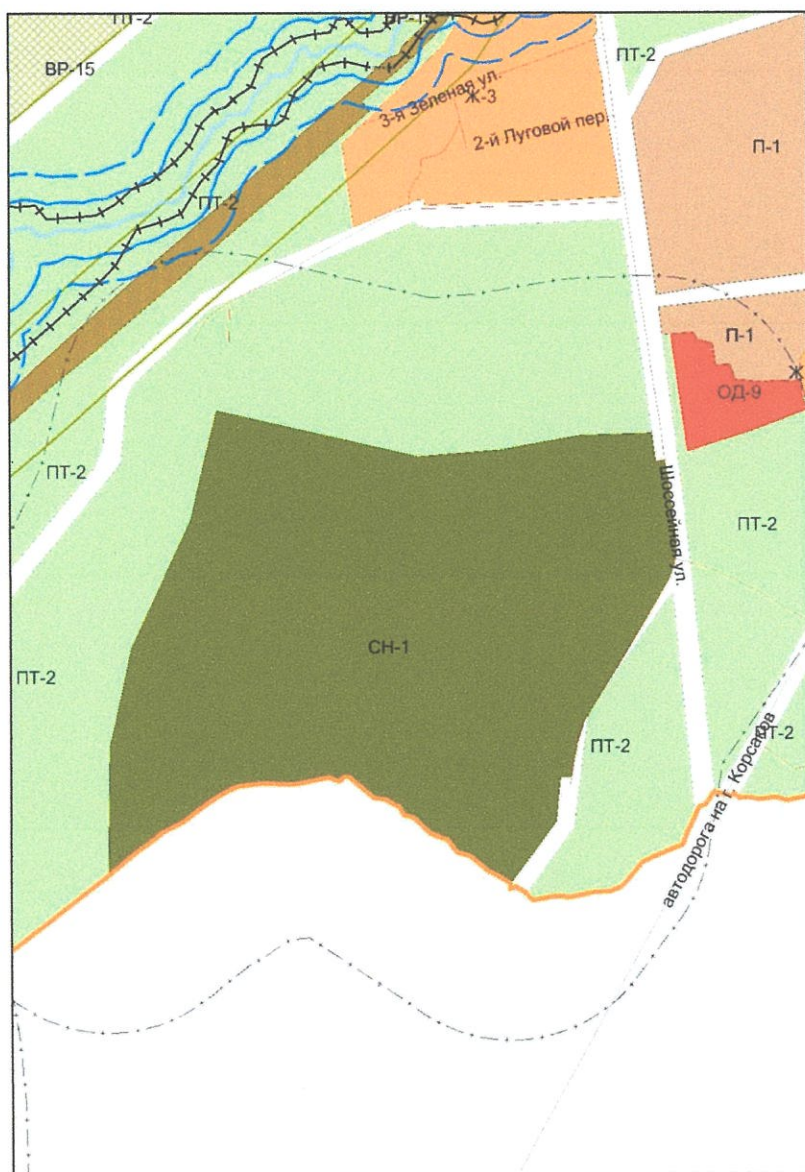 ПТ-2
ВР-15
ВР-15
ПТ-2
3-я Зеленая ул.
Ж-3
2-й Луговой пер.
П-1
ПТ-2
П-1
Ж
ОД-9
ПТ-2
Шоссейная ул.
ПТ-2
СН-1
ПТ-2
ПТ-2
ПТ-2
автодорога на г. Корсаков